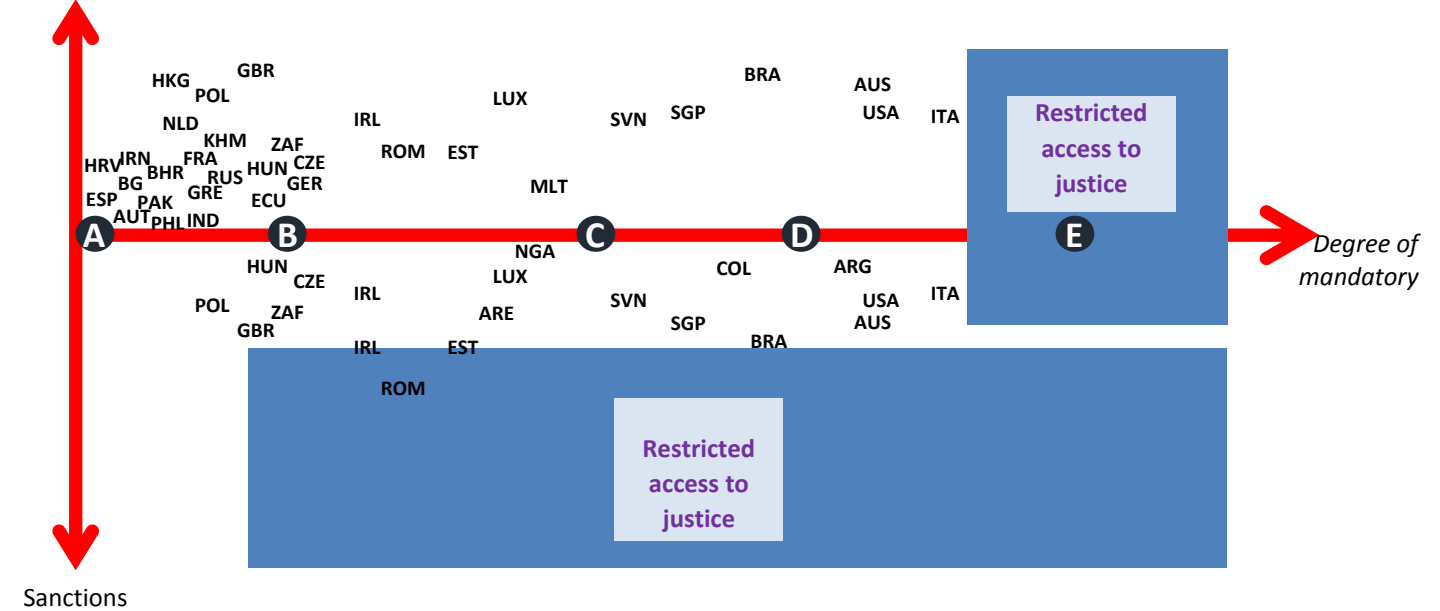 GBR
HKG
POL
BRA
AUS
LUX
USA
ITA
SGP
SVN
IRL
NLD
KHM
ZAF
ROM
EST
HRV
IRN
FRA
CZE
HUN
BHR
RUS
BG
GER
GRE
MLT
ESP
PAK
ECU
AUT
PHL
IND
Restricted
access to
justice
A
B
C
D
E
Degree of
mandatory
NGA
HUN
COL
ARG
LUX
CZE
IRL
ITA
SVN
USA
POL
ZAF
ARE
SGP
AUS
GBR
BRA
IRL
EST
ROM
Restricted
access to
justice
Sanctions